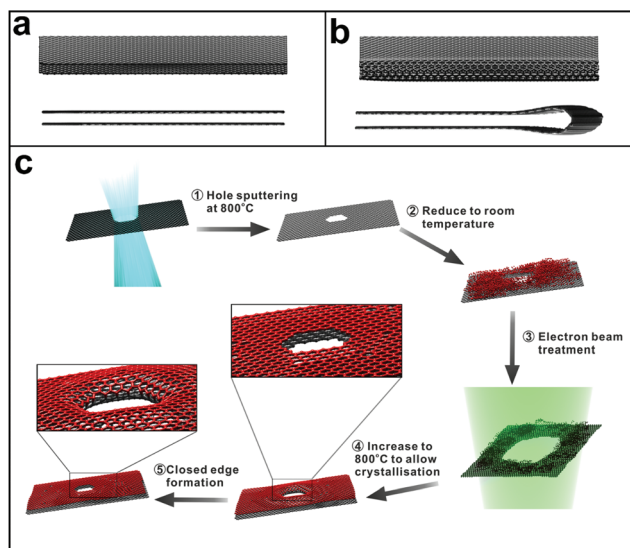 a
b
c
① Hole sputtering
at 800°C
② Reduce to room
temperature
③ Electron beam
treatment
④ Increase to
800°C to allow
crystallisation
⑤Closed edge
formation